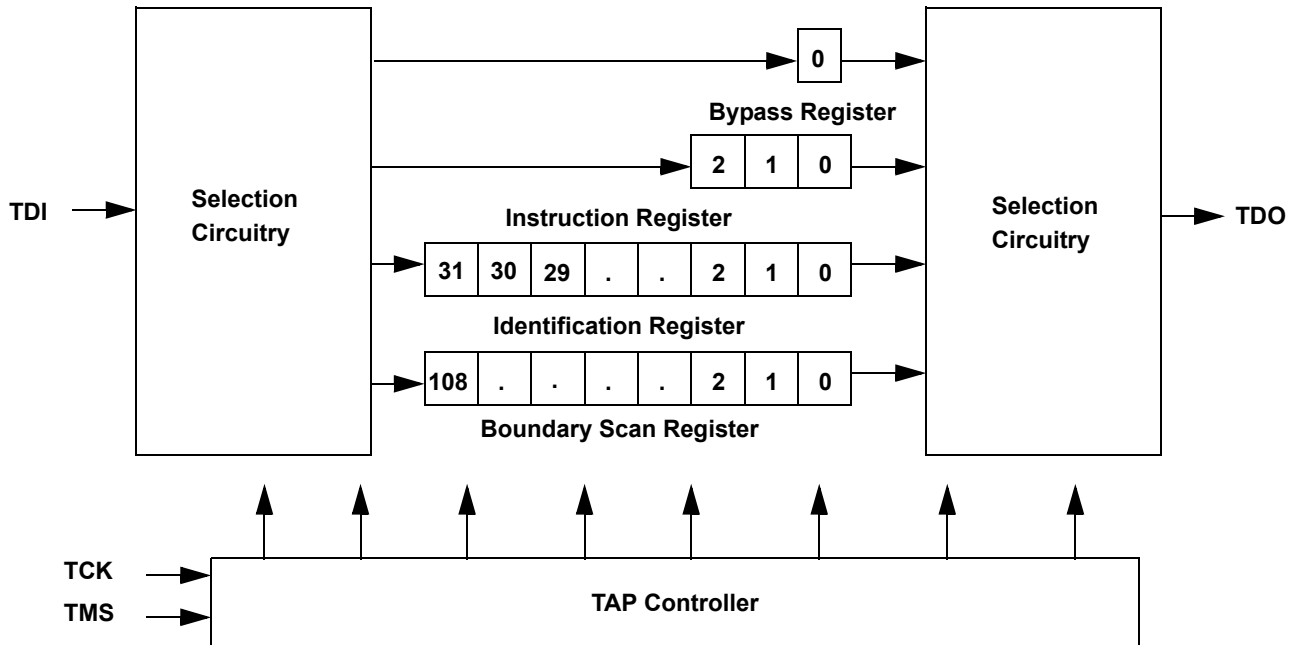 0
Bypass Register
2 1 0
TDI
Selection
Circuitry
Selection
Circuitry
TDO
Instruction Register
31 30 29 . . 2 1 0
Identification Register
108 . . . . 2 1 0
Boundary Scan Register
TCK
TMS
TAP Controller